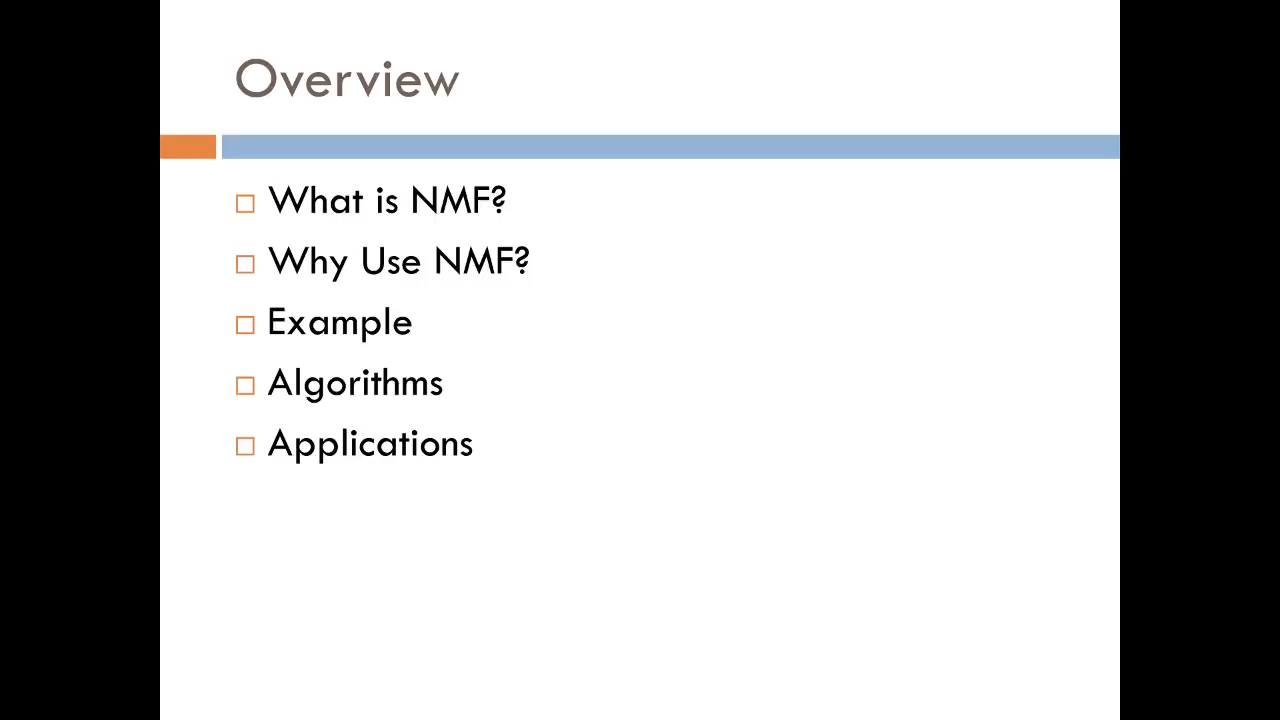 Overview
What is NMF?
Why Use NMF?
Example
Algorithms
Applications